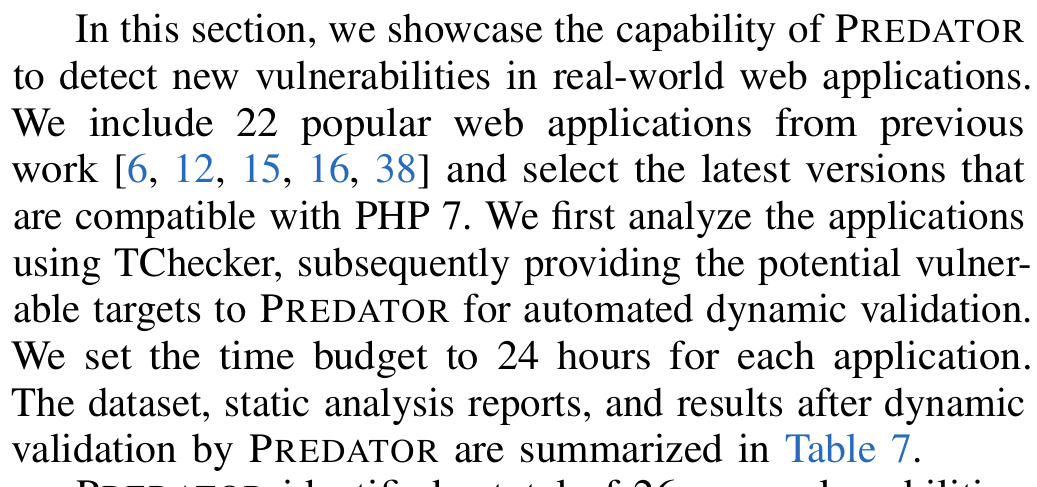 In this section, we showcase the capability of PREDATOR
to detect new vulnerabilities in real-world web applications.
We include 22 popular web applications from previous
work [6, 12, 15, 16, 38] and select the latest versions that
are compatible with PHP 7. We first analyze the applications
using TChecker, subsequently providing the potential vulner-
able targets to PREDATOR for automated dynamic validation.
We set the time budget to 24 hours for each application.
The dataset, static analysis reports, and results after dynamic
validation by PREDATOR are summarized in Table 7.